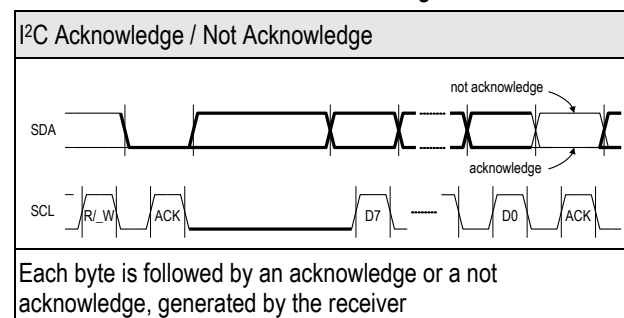 I²C Acknowledge / Not Acknowledge
not acknowledge
SDA
acknowledge
SCL R/_W ACK D7 D0 ACK
Each byte is followed by an acknowledge or a not
acknowledge, generated by the receiver